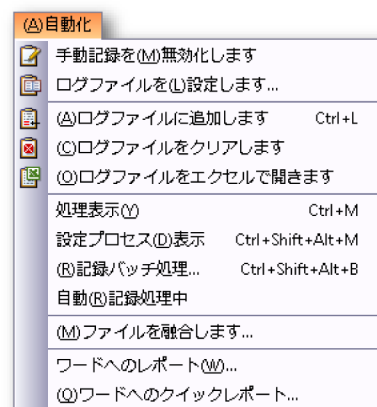 (A)自動化
手動記録を(M)無効化します
ログファイルを(L)設定します...
(A)ログファイルに追加します Ctrl+L
(C)ログファイルをクリアします
(O)ログファイルをエクセルで開きます
処理表示(Y) Ctrl+M
設定プロセス(D)表示 Ctrl+Shift+Alt+M
(R)記録バッチ処理... Ctrl+Shift+Alt+B
自動(R)記録処理中
(M)ファイルを融合します...
ワードへのレポート(W)...
(Q)ワードへのクイックレポート...